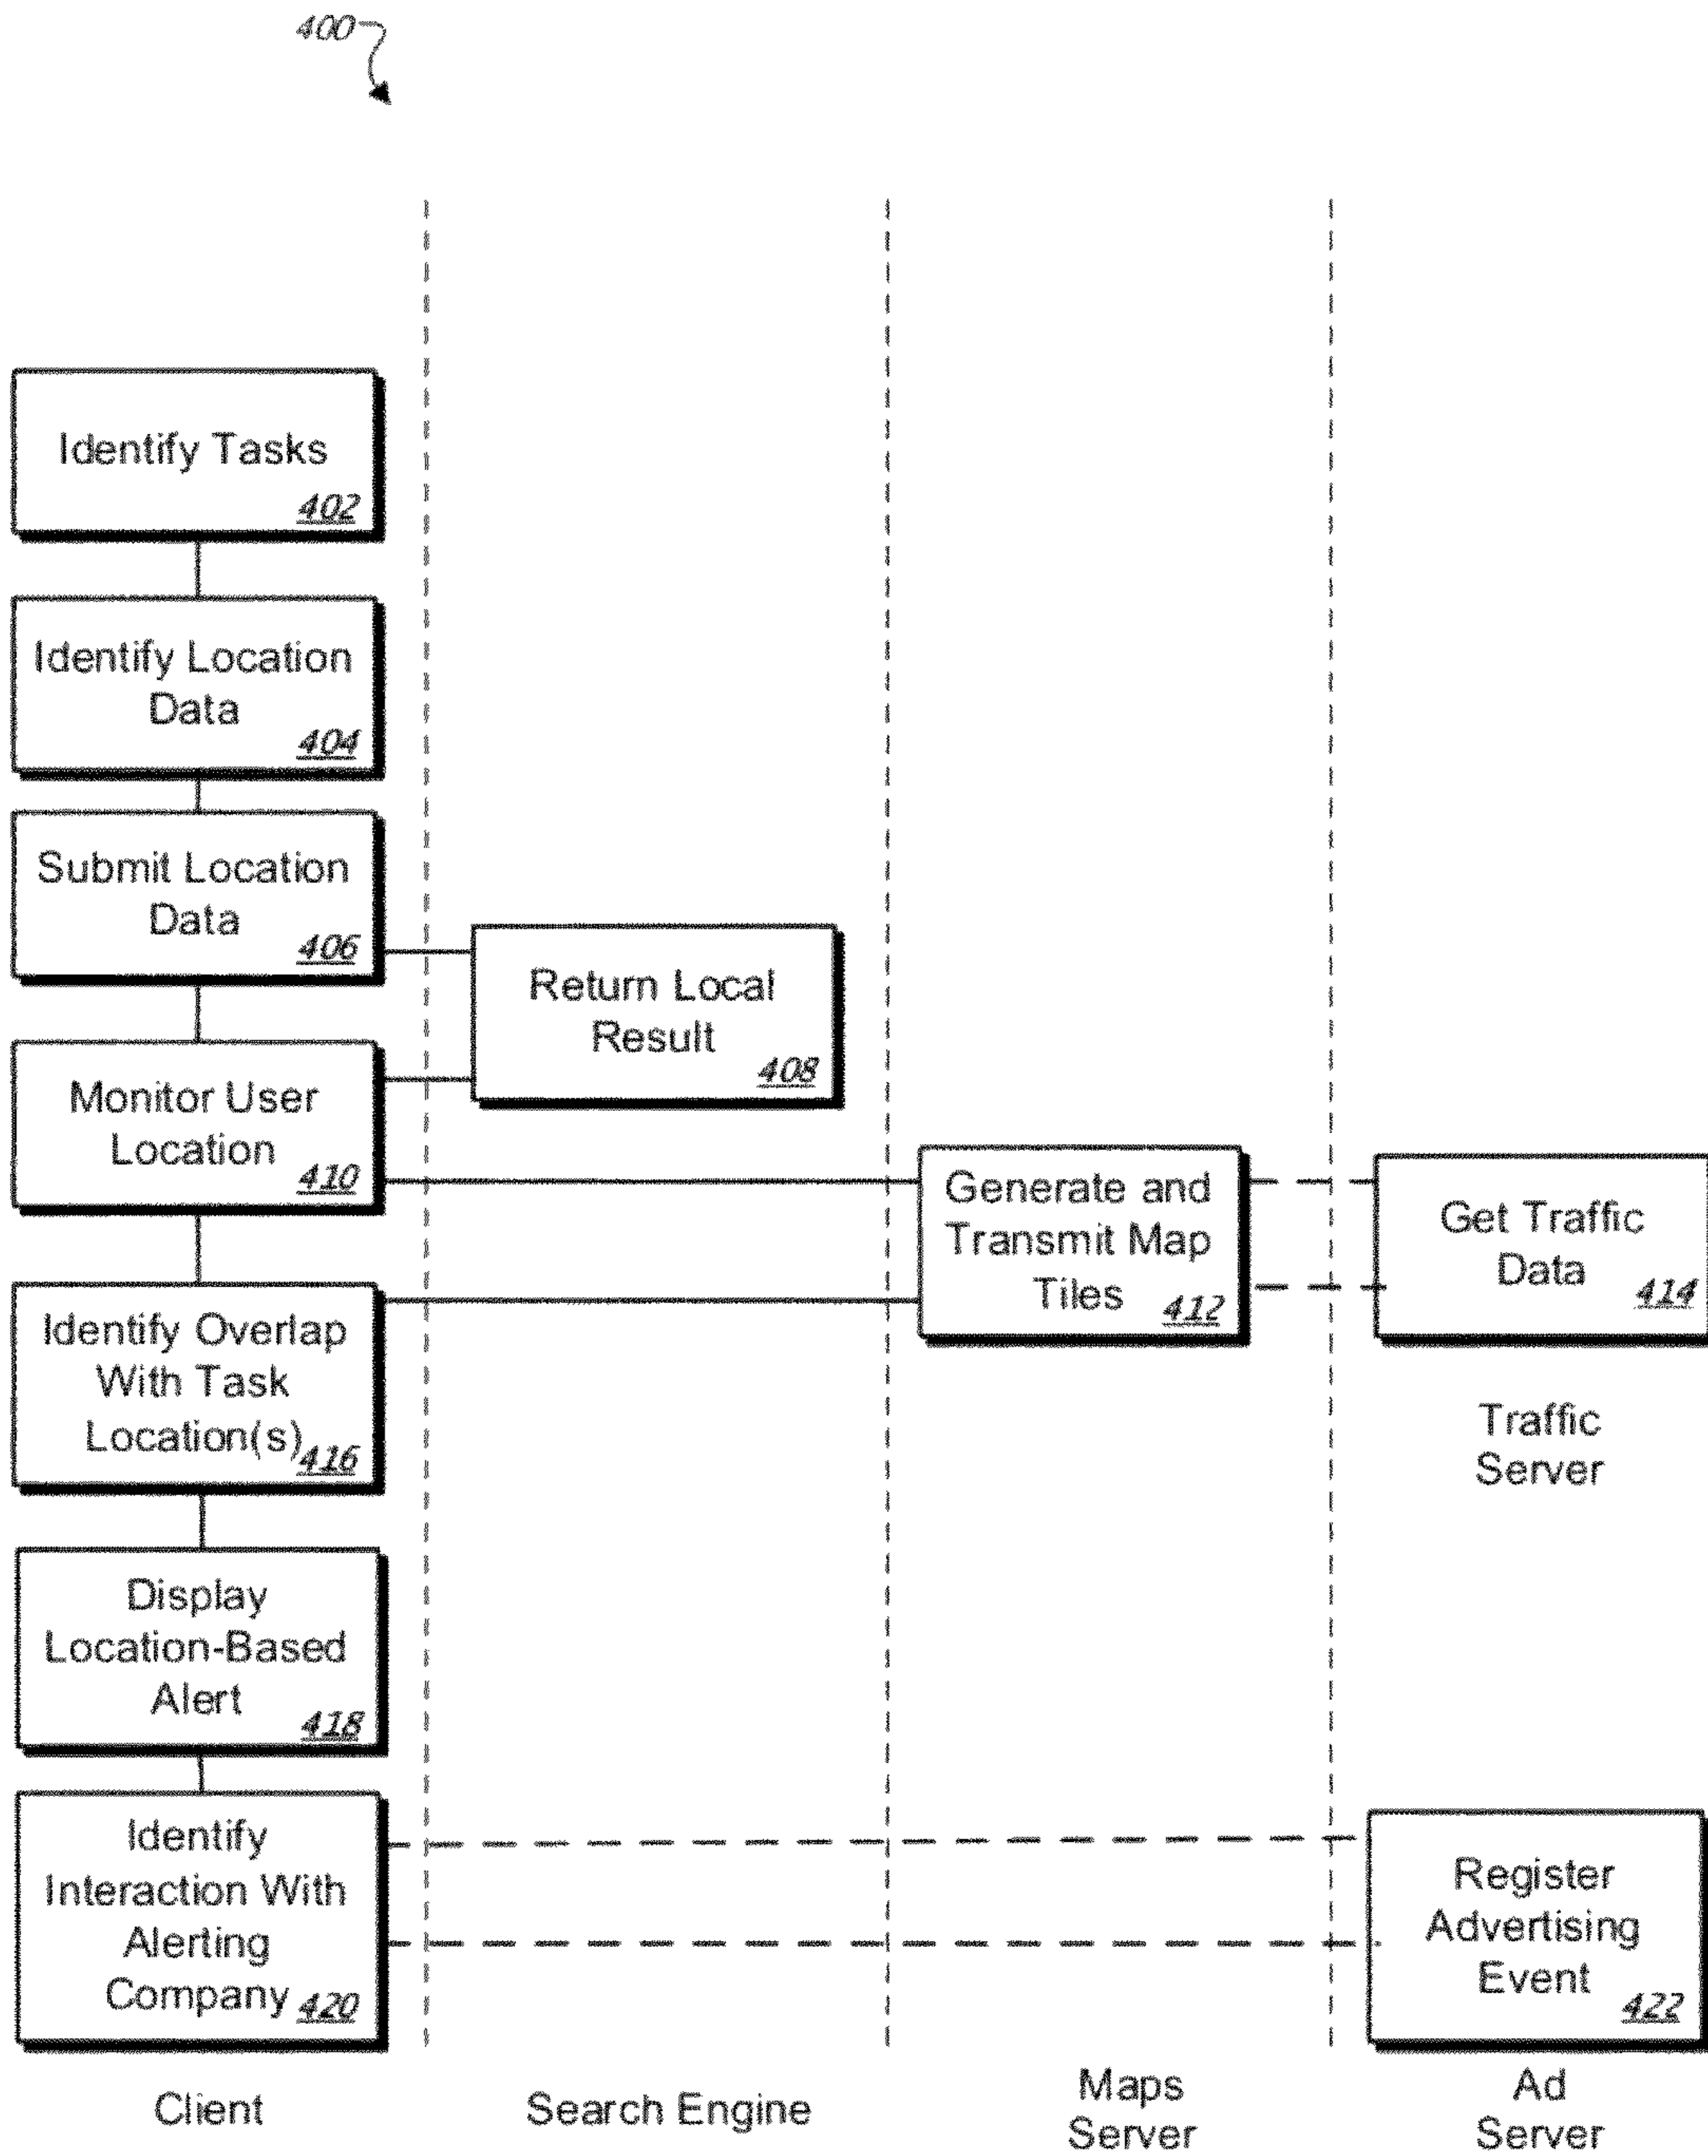 400
Identify Tasks
402
Identify Location
Data
404
Submit Location
Data
406
Return Local
Result
408
Monitor User
Location
410
Generate and
Transmit Map
Tiles
412
Get Traffic
Data
414
Traffic
Server
Identify Overlap
With Task
Location(s)
416
Display
Location-Based
Alert
418
Identify
Interaction With
Alerting
Company
420
Register
Advertising
Event
422
Client
Search Engine
Maps
Server
Ad
Server